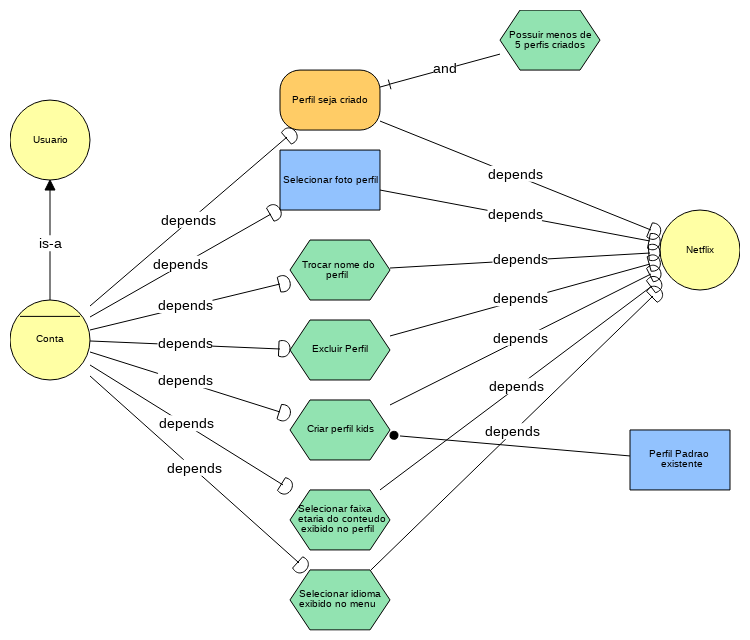 Possuir menos de
5 perfis criados
and
Perfil seja criado
Usuario
depends
Selecionar foto perfil
depends
depends
is-a
depends
Netflix
Trocar nome do
perfil
depends
depends
depends
Conta
depends
Excluir Perfil
depends
depends
depends
Criar perfil kids
depends
depends
Perfil Padrao
existente
depends
Selecionar faixa
etaria do conteudo
exibido no perfil
Selecionar idioma
exibido no menu